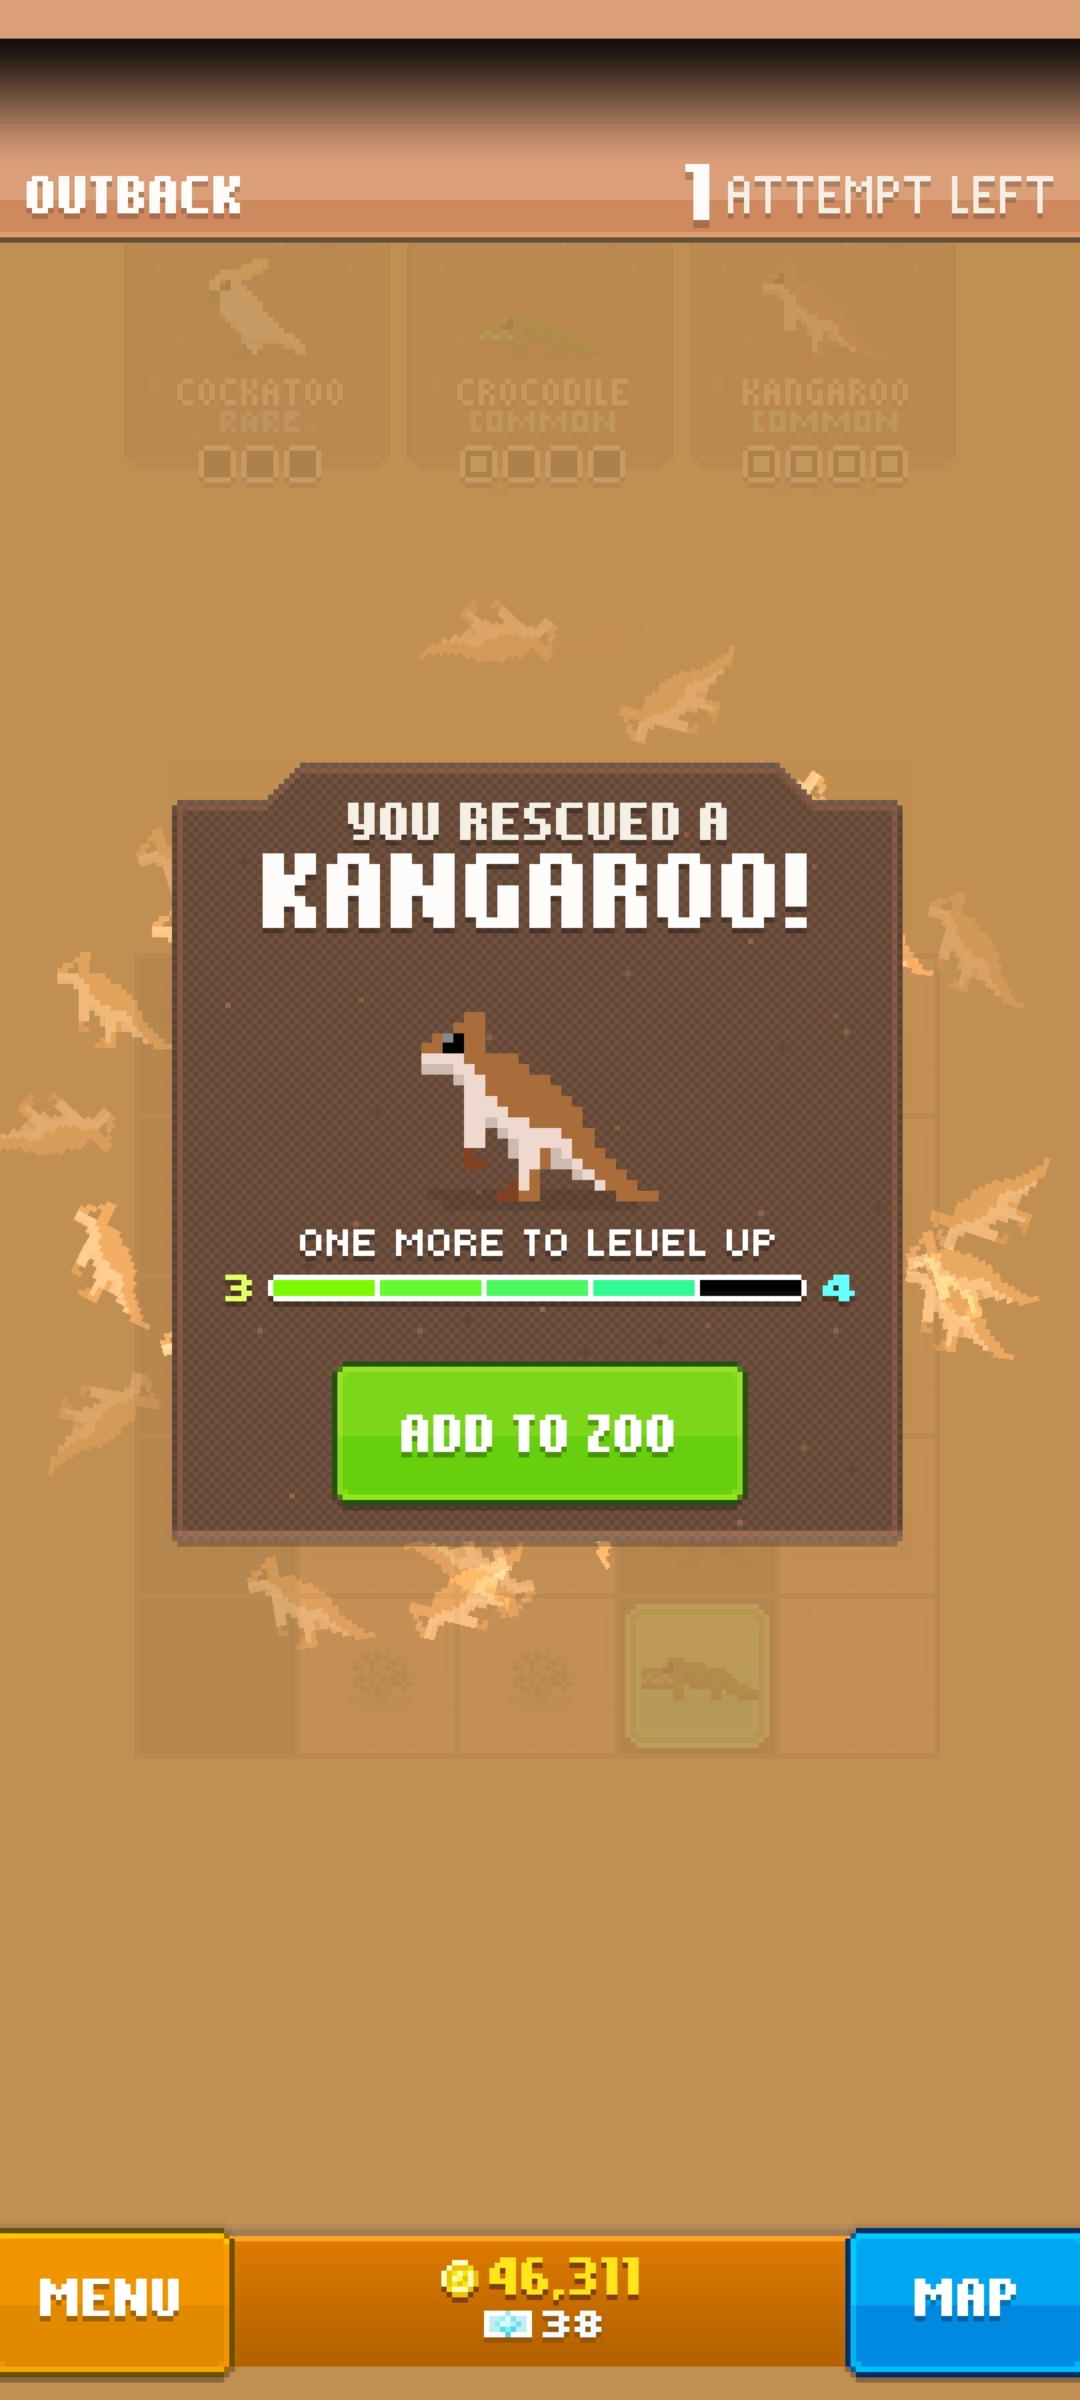 OUTBACK
1 ATTEMPT LEFT
COCKATOO
RARE
CROCODILE
COMMON
KANGAROO
COMMON
YOU RESCUED A
KANGAROO!
ONE MORE TO LEVEL UP
3
4
ADD TO ZOO
MENU
46,311
38
MAP